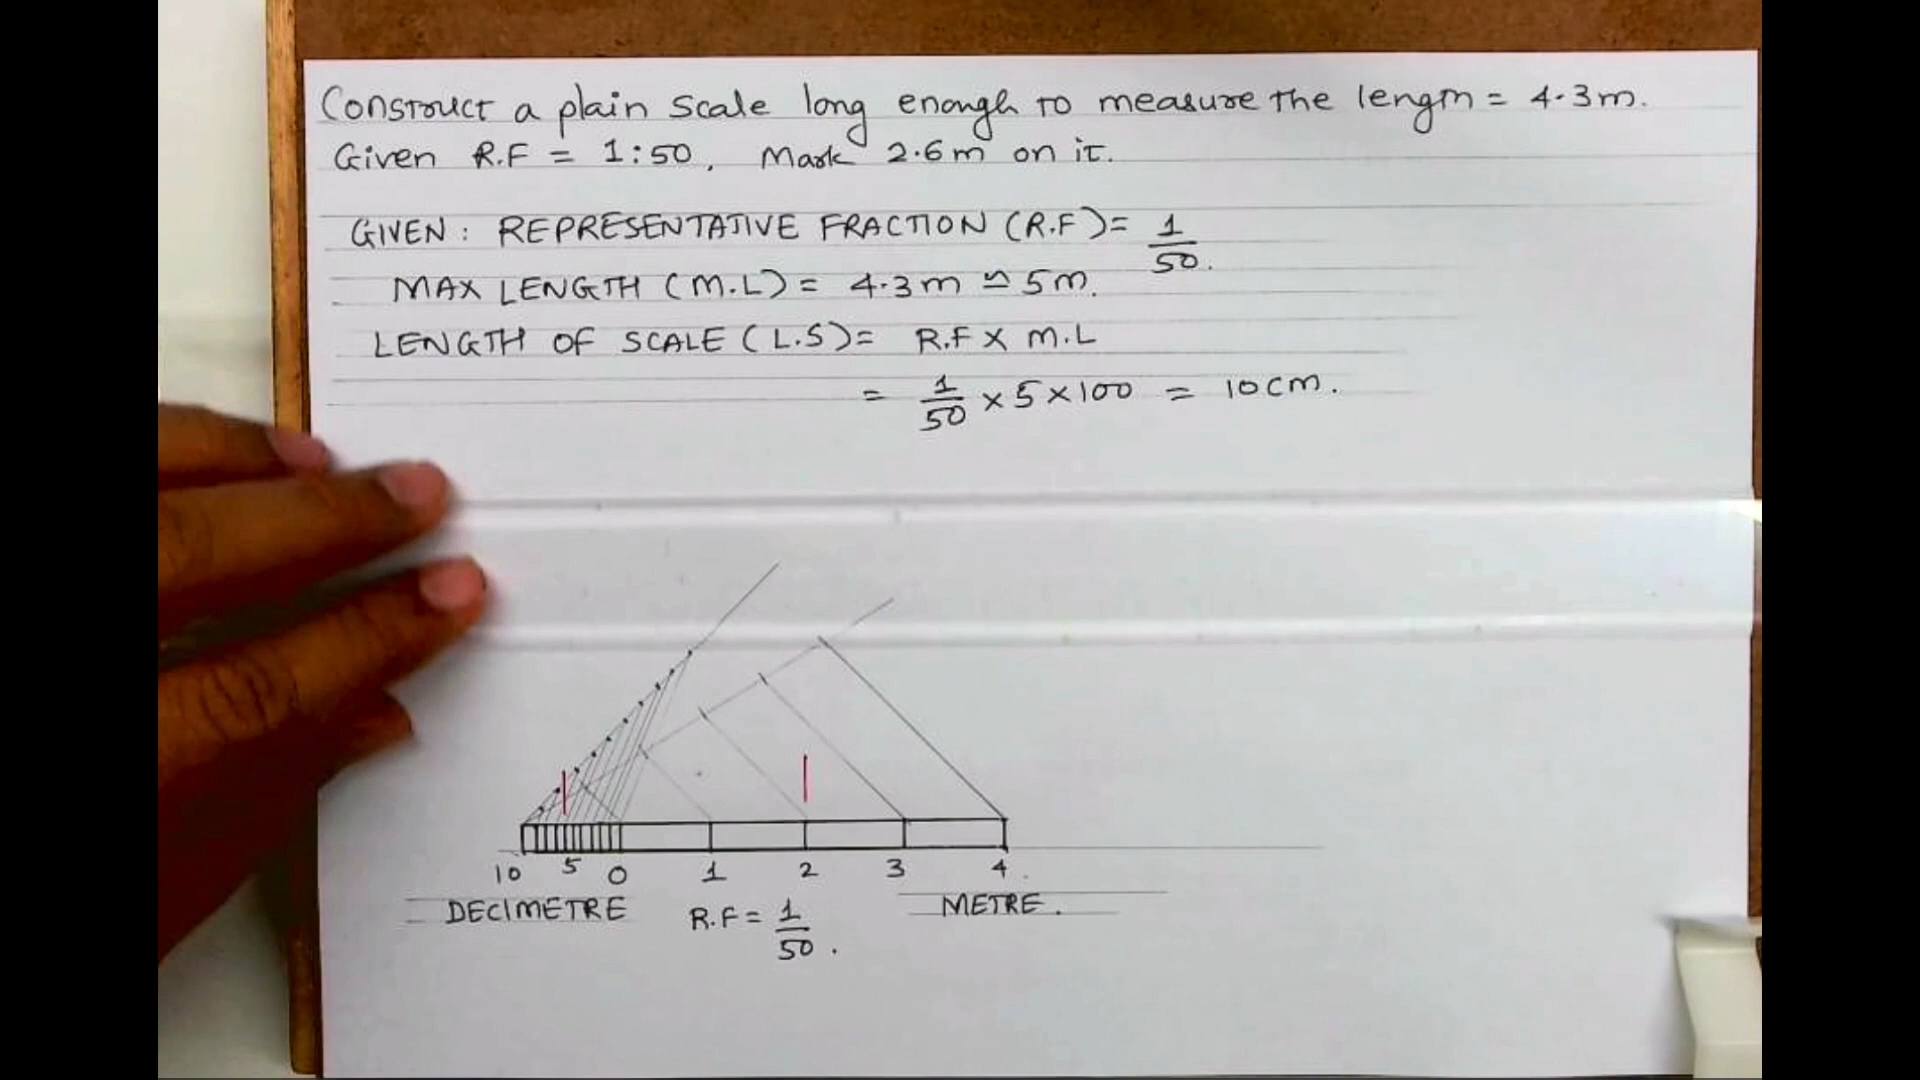 Construct a plain scale long enough to measure the length = 4.3m.
Given R.F = 1:50, Mark 2.6m on it.
GIVEN: REPRESENTATIVE FRACTION (R.F) = 1/50.
MAX LENGTH (M.L) = 4.3m ≃ 5m.
LENGTH OF SCALE (L.S) = R.F X M.L
= 1/50 × 5 × 100 = 10cm.
10 5 0 1 2 3 4
DECIMETRE R.F = 1/50. METRE.